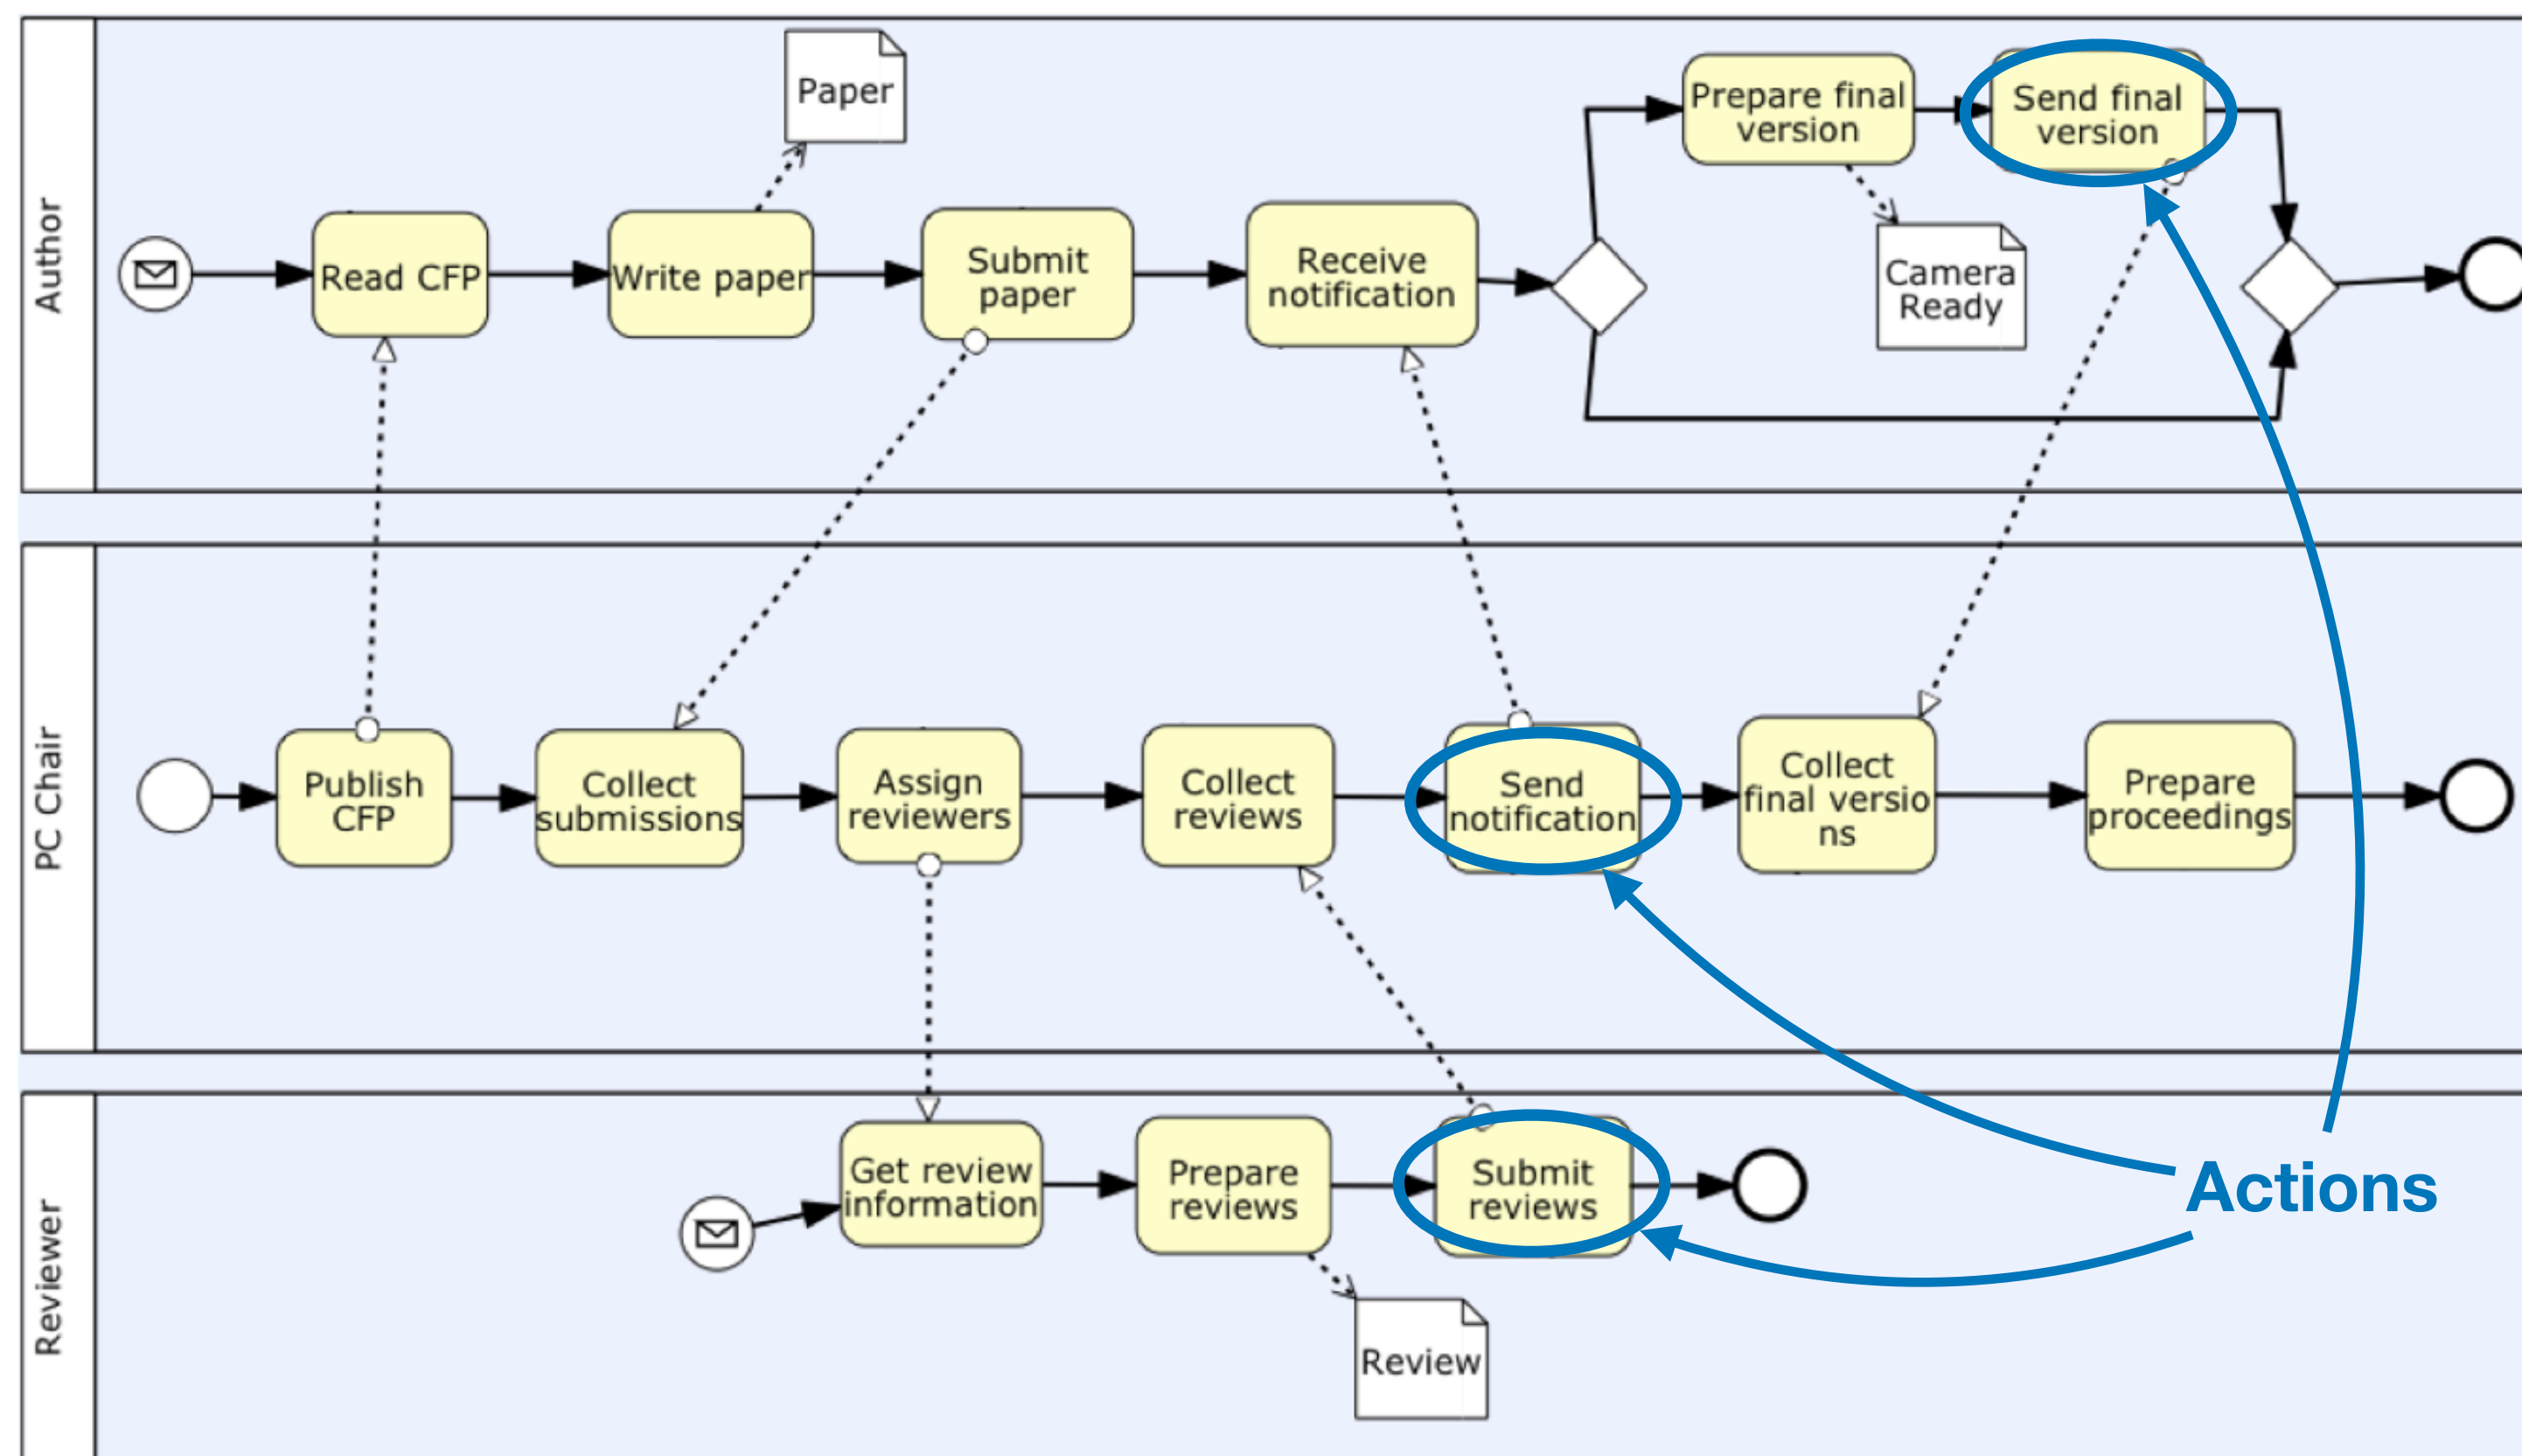 Author
Paper
Prepare final
version
Send final
version
Read CFP
Write paper
Submit
paper
Receive
notification
Camera
Ready
PC Chair
Publish
CFP
Collect
submissions
Assign
reviewers
Collect
reviews
Send
notification
Collect
final versio
ns
Prepare
proceedings
Reviewer
Get review
information
Prepare
reviews
Submit
reviews
Actions
Review